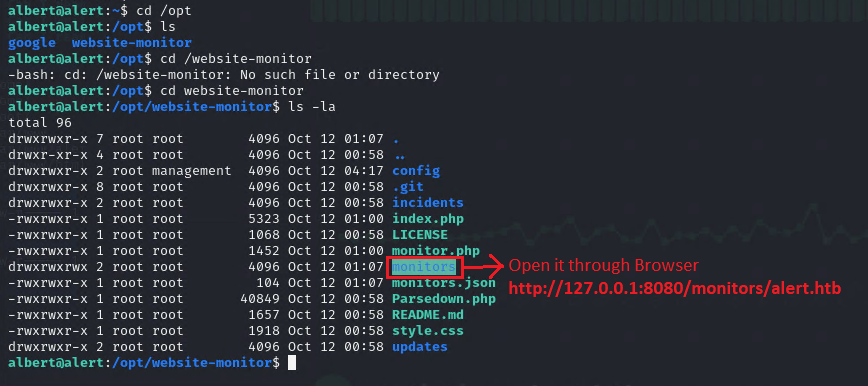 albert@alert:~$ cd /opt
albert@alert:/opt$ ls
google  website-monitor
albert@alert:/opt$ cd /website-monitor
-bash: cd: /website-monitor: No such file or directory
albert@alert:/opt$ cd website-monitor
albert@alert:/opt/website-monitor$ ls -la
total 96
drwxrwxr-x 7 root root        4096 Oct 12 01:07 .
drwxr-xr-x 4 root root        4096 Oct 12 00:58 ..
drwxrwxr-x 2 root management  4096 Oct 12 04:17 config
drwxrwxr-x 8 root root        4096 Oct 12 00:58 .git
drwxrwxr-x 2 root root        4096 Oct 12 00:58 incidents
-rwxrwxr-x 1 root root        5323 Oct 12 01:00 index.php
-rwxrwxr-x 1 root root        1068 Oct 12 00:58 LICENSE
-rwxrwxr-x 1 root root        1452 Oct 12 01:00 monitor.php
drwxrwxrwx 2 root root        4096 Oct 12 01:07 monitors
-rwxrwxr-x 1 root root         104 Oct 12 01:07 monitors.json
-rwxrwxr-x 1 root root       40849 Oct 12 00:58 Parsedown.php
-rwxrwxr-x 1 root root        1657 Oct 12 00:58 README.md
-rwxrwxr-x 1 root root        1918 Oct 12 00:58 style.css
drwxrwxr-x 2 root root        4096 Oct 12 00:58 updates
albert@alert:/opt/website-monitor$
Open it through Browser
http://127.0.0.1:8080/monitors/alert.htb